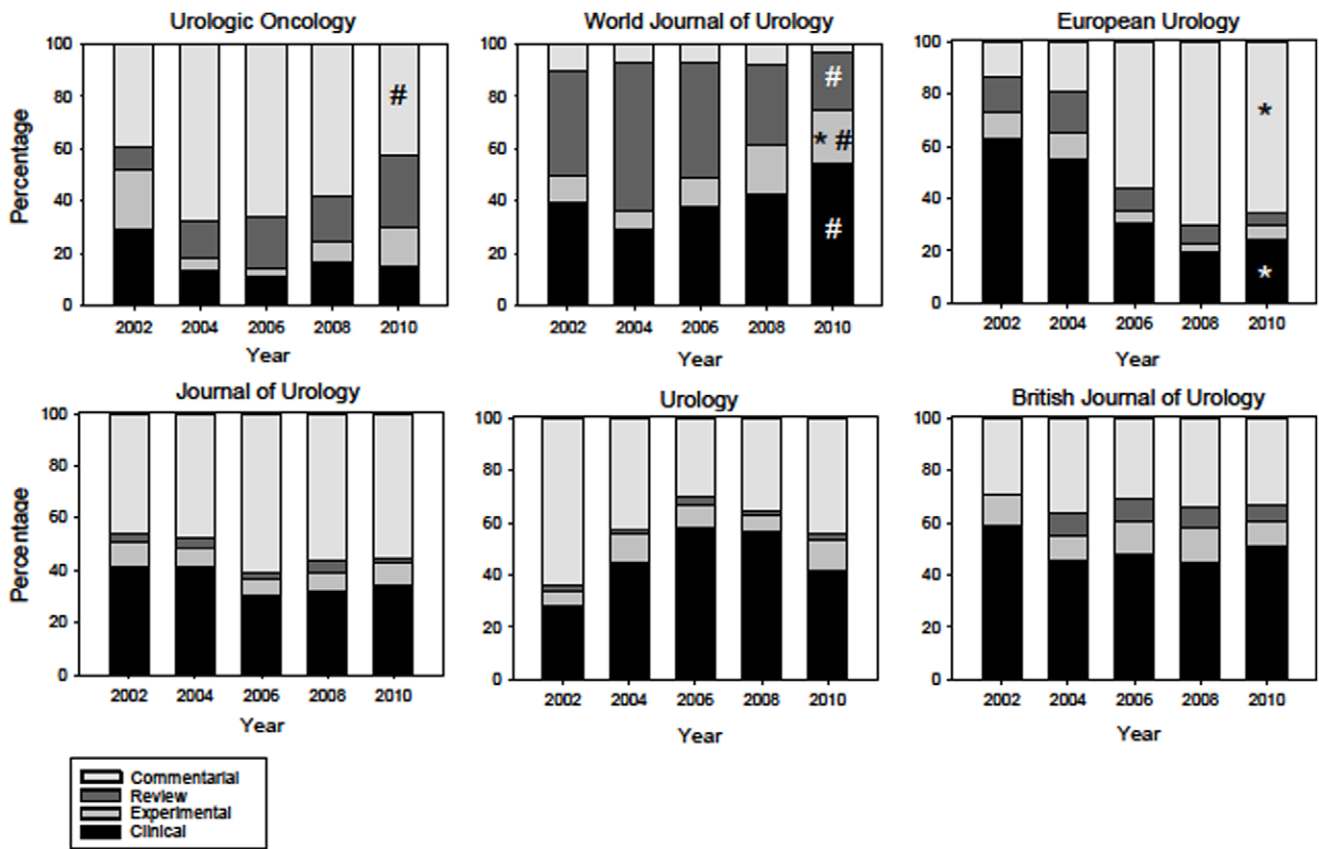 Urologic Oncology
World Journal of Urology
European Urology
Percentage
100
80
60
40
20
0
#
2002 2004 2006 2008 2010
Year
100
80
60
40
20
0
#
* #
#
2002 2004 2006 2008 2010
Year
100
80
60
40
20
0
*
*
2002 2004 2006 2008 2010
Year
Journal of Urology
Urology
British Journal of Urology
Percentage
100
80
60
40
20
0
2002 2004 2006 2008 2010
Year
100
80
60
40
20
0
2002 2004 2006 2008 2010
Year
100
80
60
40
20
0
2002 2004 2006 2008 2010
Year
Commentarial
Review
Experimental
Clinical